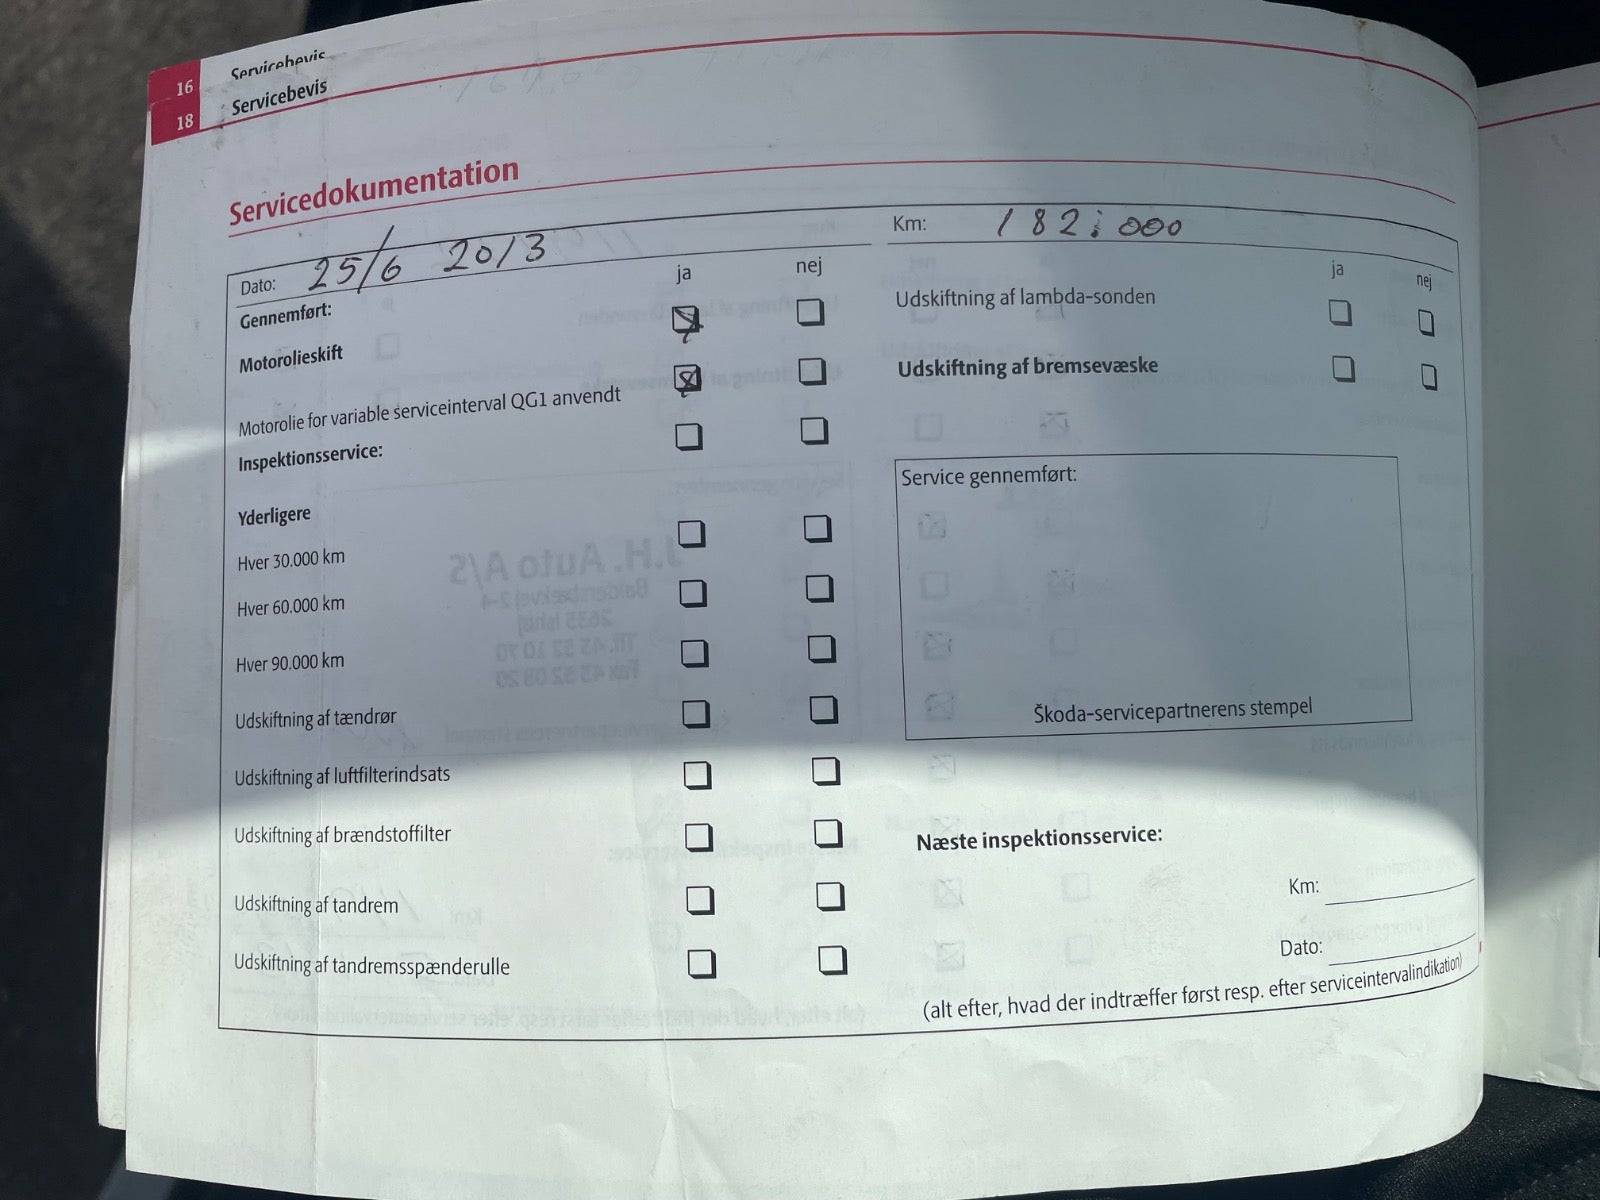 16 Servicebevis
18 Servicebevis
Servicedokumentation
Dato: 25/6 2013
Km: 182:000
ja nej
Gennemført:
Motorolieskift
Motorolie for variable serviceinterval QG1 anvendt
Inspektionsservice:
Yderligere
Hver 30.000 km
Hver 60.000 km
Hver 90.000 km
Udskiftning af tændrør
Udskiftning af luftfilterindsats
Udskiftning af brændstoffilter
Udskiftning af tandrem
Udskiftning af tandremsspænderulle
ja nej
Udskiftning af lambda-sonden
Udskiftning af bremsevæske
Service gennemført:
Škoda-servicepartnerens stempel
Næste inspektionsservice:
Km:
Dato:
(alt efter, hvad der indtræffer først resp. efter serviceintervalindikation)
J.H. Auto A/S